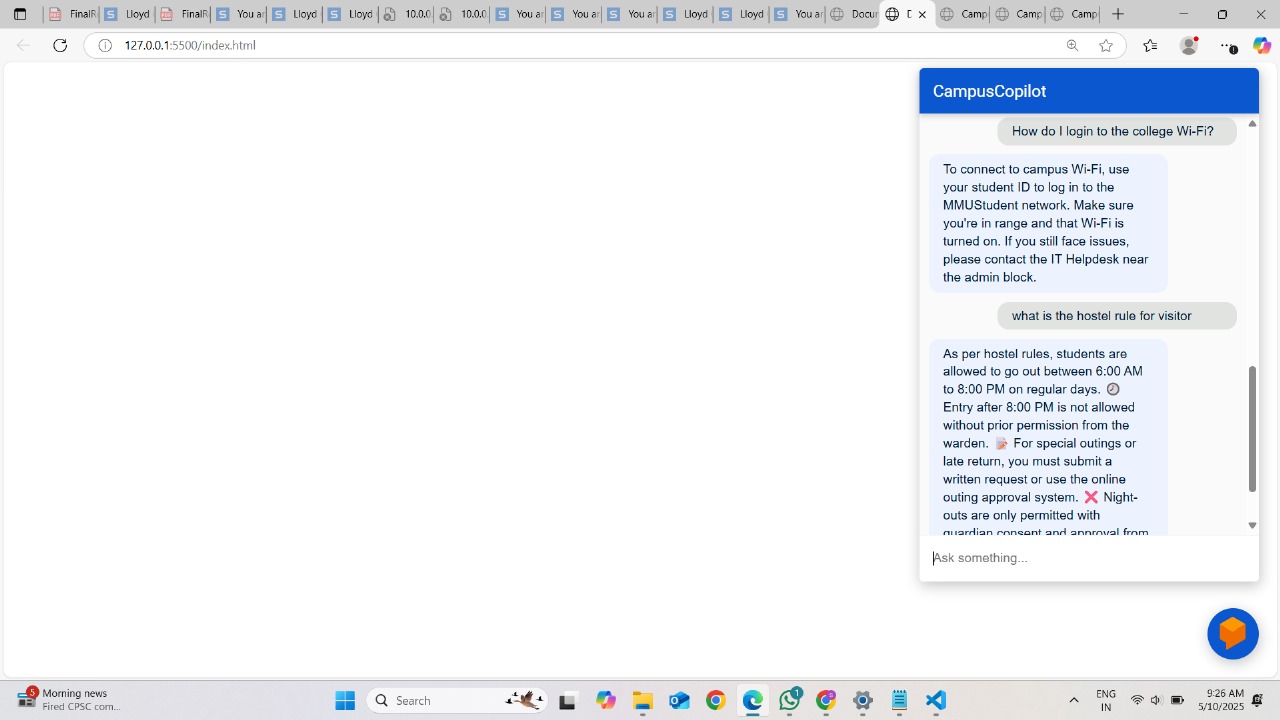 FinalR
Lloyd
FinalR
You ar
Lloyd
Lloyd
10.0.0
10.0.
You ar
You ar
You a
Lloyd
Lloyd
You a
Docu
Camp
Camp
Camp
127.0.0.1:5500/index.html
CampusCopilot
How do I login to the college Wi-Fi?
To connect to campus Wi-Fi, use
your student ID to log in to the
MMUStudent network. Make sure
you're in range and that Wi-Fi is
turned on. If you still face issues,
please contact the IT Helpdesk near
the admin block.
what is the hostel rule for visitor
As per hostel rules, students are
allowed to go out between 6:00 AM
to 8:00 PM on regular days. 🕗
Entry after 8:00 PM is not allowed
without prior permission from the
warden. 📝 For special outings or
late return, you must submit a
written request or use the online
outing approval system. ❌ Night-
outs are only permitted with
guardian consent and approval from
Ask something...
5
Morning news
Fired CPSC com...
Search
1
ENG
IN
9:26 AM
5/10/2025